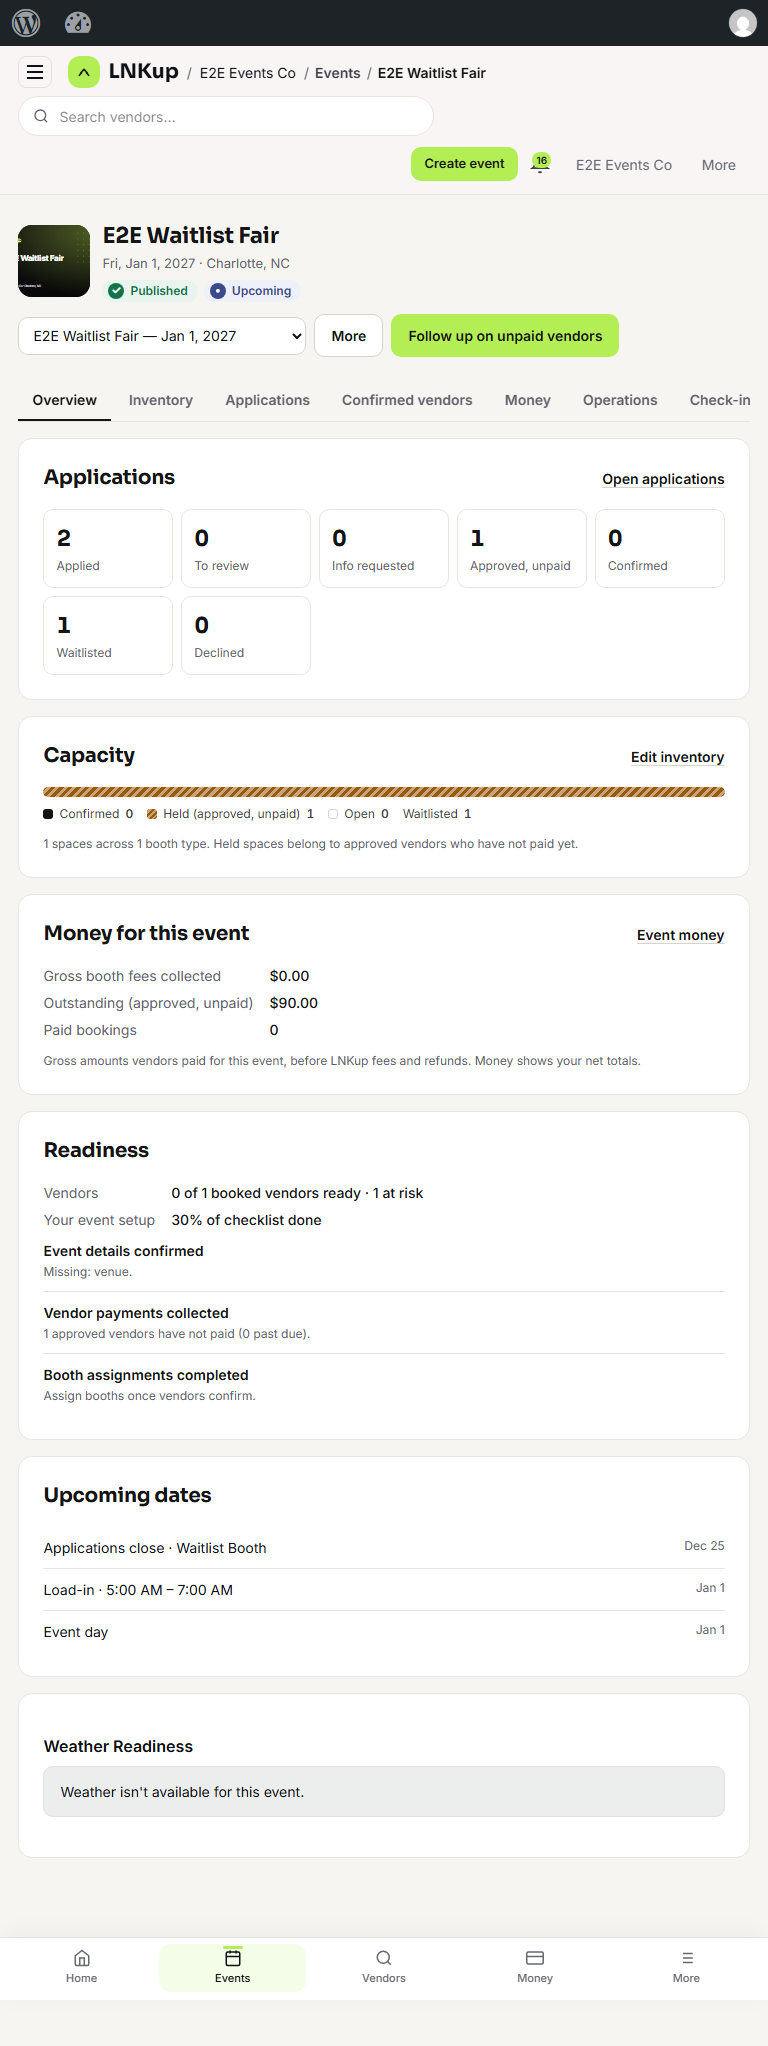 LNKup / E2E Events Co / Events / E2E Waitlist Fair
Search vendors...
Create event 16 E2E Events Co More
E2E Waitlist Fair
Waitlist Fair
Fri, Jan 1, 2027 · Charlotte, NC
Published Upcoming
E2E Waitlist Fair — Jan 1, 2027 More Follow up on unpaid vendors
Overview Inventory Applications Confirmed vendors Money Operations Check-in
Applications Open applications
2 0 0 1 0
Applied To review Info requested Approved, unpaid Confirmed
1 0
Waitlisted Declined
Capacity Edit inventory
Confirmed 0 Held (approved, unpaid) 1 Open 0 Waitlisted 1
1 spaces across 1 booth type. Held spaces belong to approved vendors who have not paid yet.
Money for this event Event money
Gross booth fees collected $0.00
Outstanding (approved, unpaid) $90.00
Paid bookings 0
Gross amounts vendors paid for this event, before LNKup fees and refunds. Money shows your net totals.
Readiness
Vendors 0 of 1 booked vendors ready · 1 at risk
Your event setup 30% of checklist done
Event details confirmed
Missing: venue.
Vendor payments collected
1 approved vendors have not paid (0 past due).
Booth assignments completed
Assign booths once vendors confirm.
Upcoming dates
Applications close · Waitlist Booth Dec 25
Load-in · 5:00 AM – 7:00 AM Jan 1
Event day Jan 1
Weather Readiness
Weather isn't available for this event.
Home Events Vendors Money More